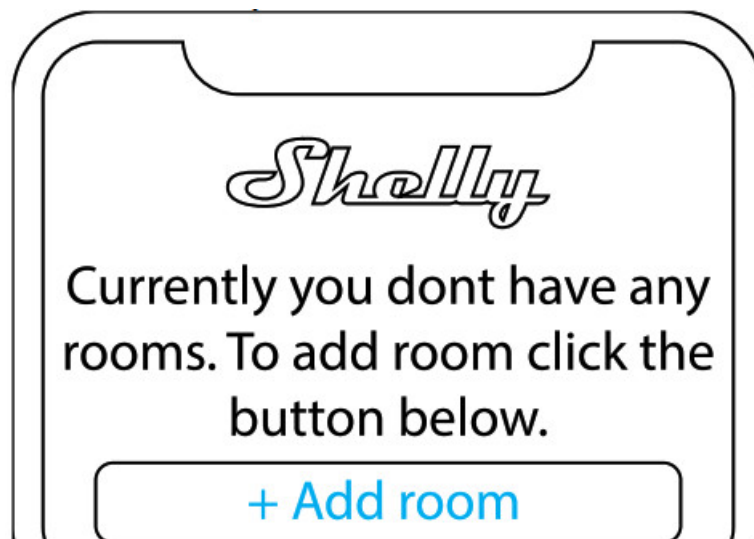 Shelly
Currently you dont have any
rooms. To add room click the
button below.
+ Add room